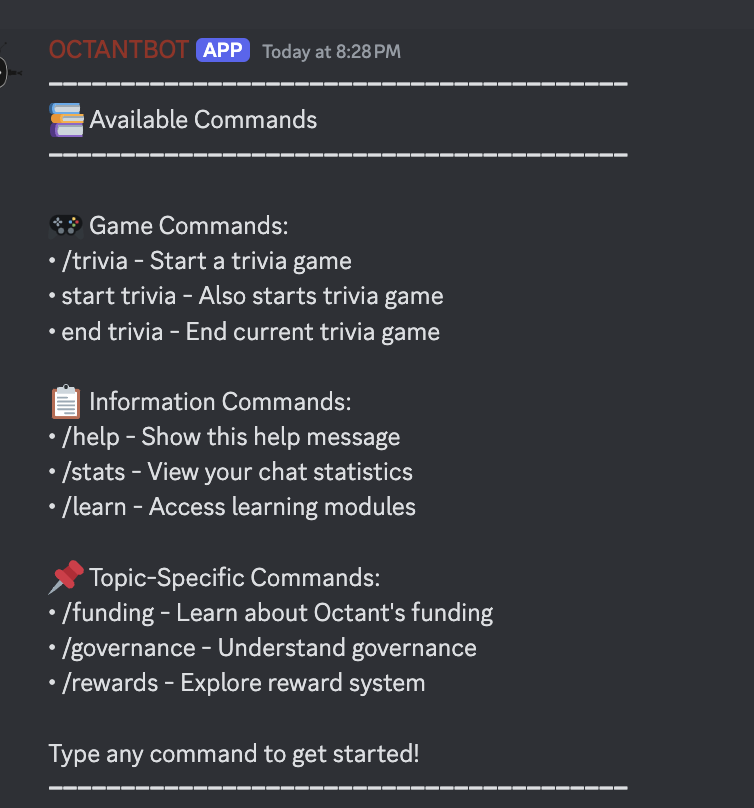 OCTANTBOT APP Today at 8:28 PM
Available Commands
Game Commands:
• /trivia - Start a trivia game
• start trivia - Also starts trivia game
• end trivia - End current trivia game
Information Commands:
• /help - Show this help message
• /stats - View your chat statistics
• /learn - Access learning modules
Topic-Specific Commands:
• /funding - Learn about Octant's funding
• /governance - Understand governance
• /rewards - Explore reward system
Type any command to get started!